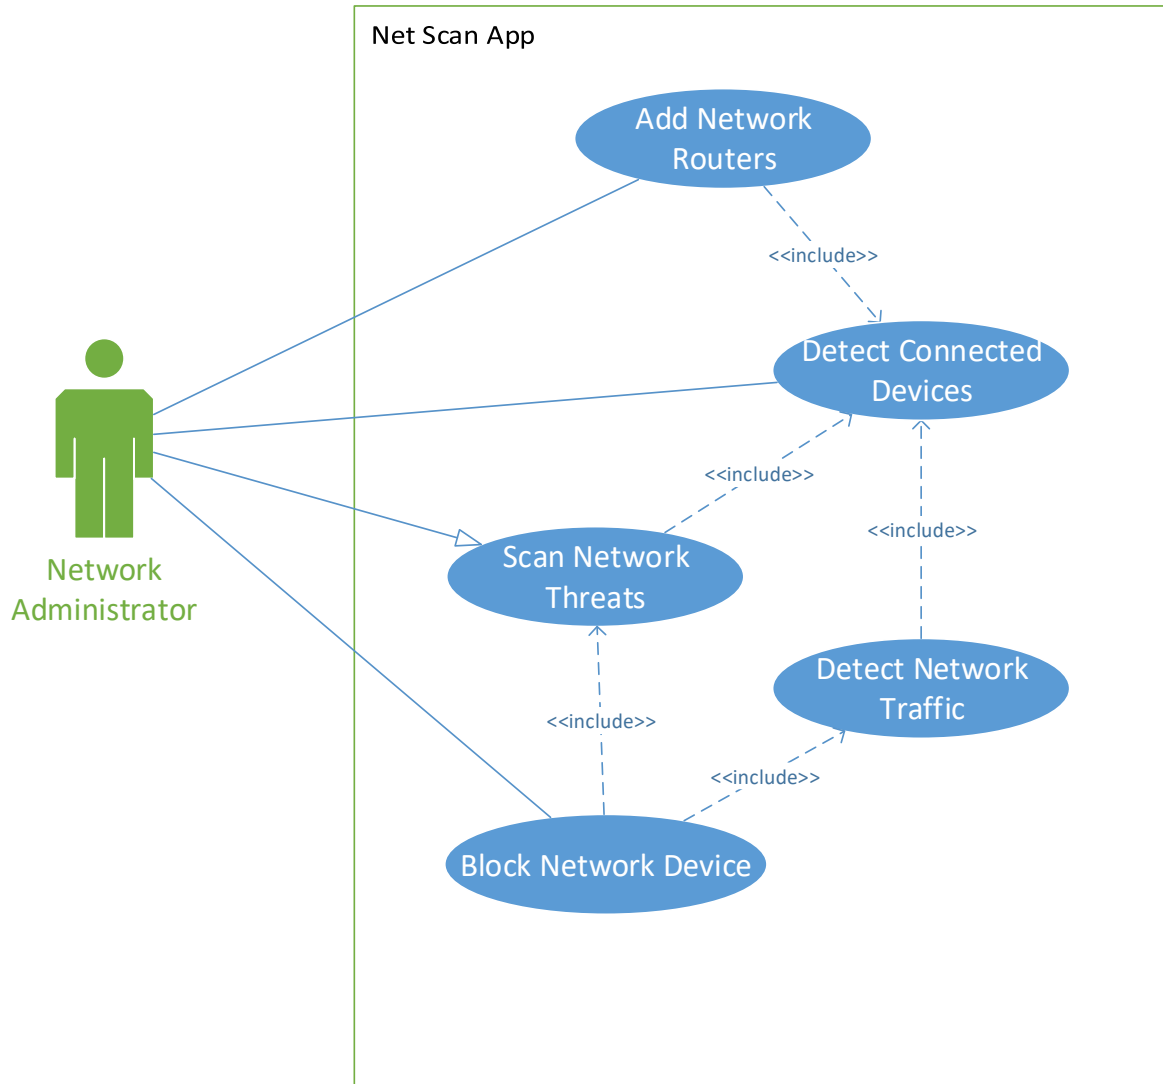 Net Scan App
Add Network
Routers
<<include>>
Detect Connected
Devices
<<include>>
<<include>>
Scan Network
Threats
Network
Administrator
Detect Network
Traffic
<<include>>
<<include>>
Block Network Device